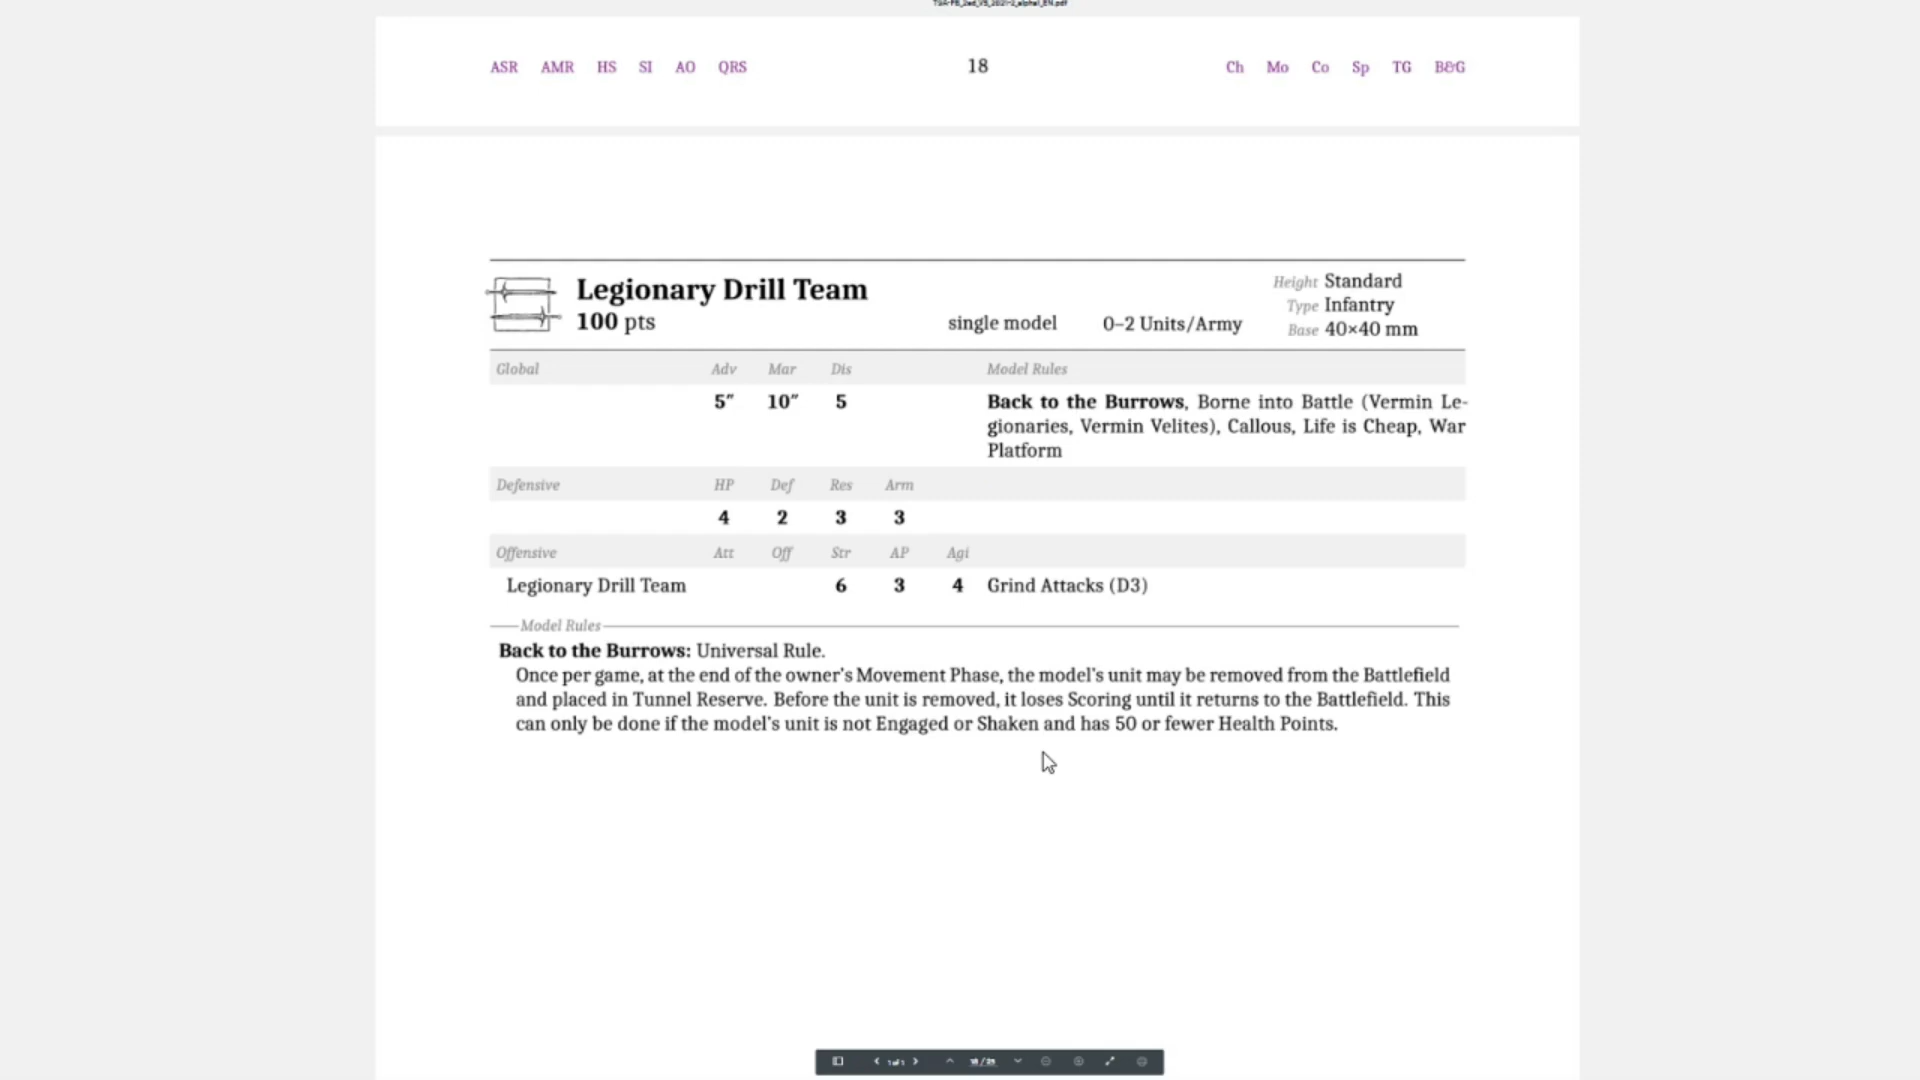 ASR AMR HS SI AO QRS 18 Ch Mo Co Sp TG B&G
Legionary Drill Team
100 pts single model 0–2 Units/Army
Height Standard
Type Infantry
Base 40×40 mm
Global Adv Mar Dis Model Rules
5″ 10″ 5 Back to the Burrows, Borne into Battle (Vermin Le-
gionaries, Vermin Velites), Callous, Life is Cheap, War
Platform
Defensive HP Def Res Arm
4 2 3 3
Offensive Att Off Str AP Agi
Legionary Drill Team 6 3 4 Grind Attacks (D3)
Model Rules
Back to the Burrows: Universal Rule.
Once per game, at the end of the owner's Movement Phase, the model's unit may be removed from the Battlefield
and placed in Tunnel Reserve. Before the unit is removed, it loses Scoring until it returns to the Battlefield. This
can only be done if the model's unit is not Engaged or Shaken and has 50 or fewer Health Points.